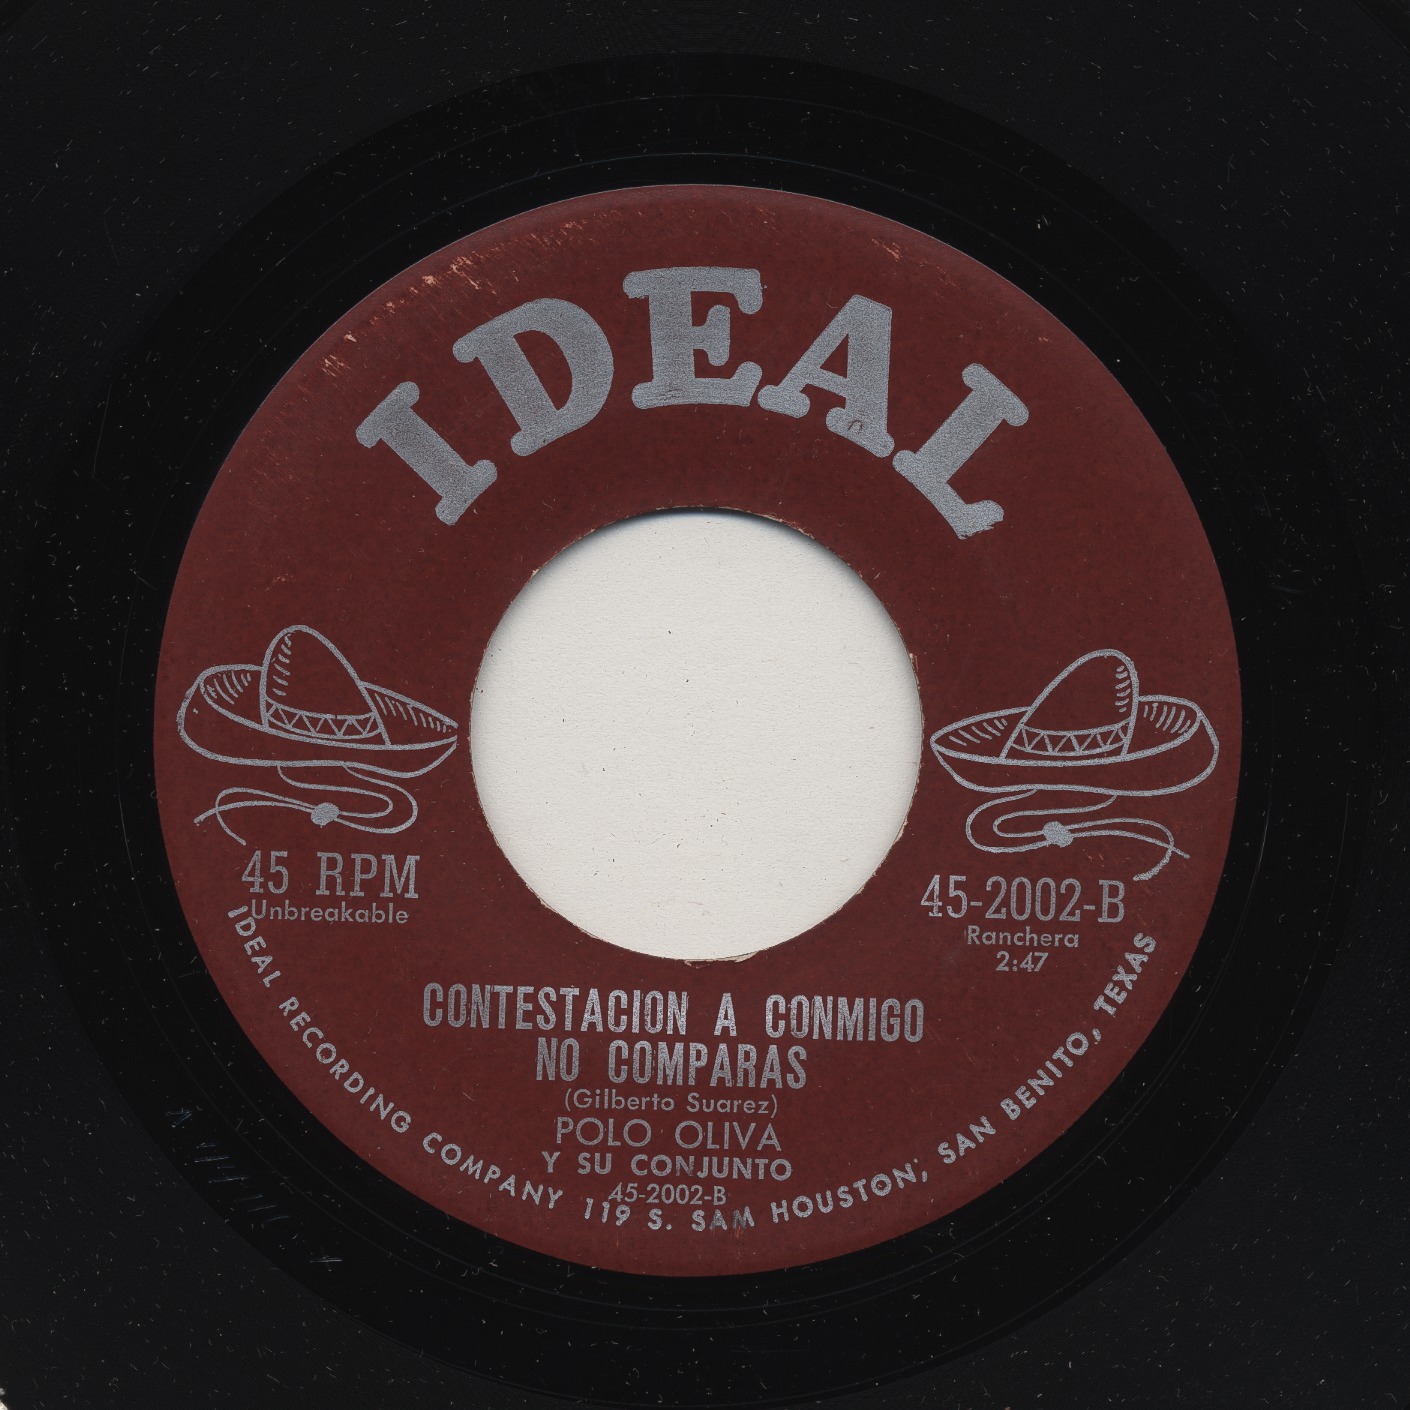 IDEAL
45 RPM
Unbreakable
45-2002-B
Ranchera
2:47
CONTESTACION A CONMIGO
NO COMPARAS
(Gilberto Suarez)
POLO OLIVA
Y SU CONJUNTO
45-2002-B
IDEAL RECORDING COMPANY 119 S. SAM HOUSTON, SAN BENITO, TEXAS